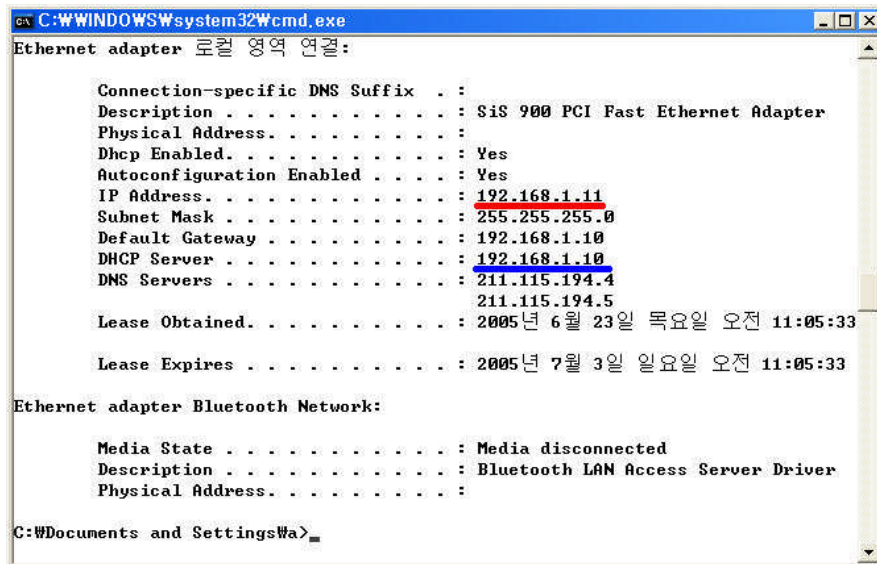 C:₩WINDOWS₩system32₩cmd.exe
Ethernet adapter 로컬 영역 연결:
Connection-specific DNS Suffix . :
Description . . . . . . . . . . . : SiS 900 PCI Fast Ethernet Adapter
Physical Address. . . . . . . . . :
Dhcp Enabled. . . . . . . . . . . : Yes
Autoconfiguration Enabled . . . . : Yes
IP Address. . . . . . . . . . . . : 192.168.1.11
Subnet Mask . . . . . . . . . . . : 255.255.255.0
Default Gateway . . . . . . . . . : 192.168.1.10
DHCP Server . . . . . . . . . . . : 192.168.1.10
DNS Servers . . . . . . . . . . . : 211.115.194.4
211.115.194.5
Lease Obtained. . . . . . . . . . : 2005년 6월 23일 목요일 오전 11:05:33
Lease Expires . . . . . . . . . . : 2005년 7월 3일 일요일 오전 11:05:33
Ethernet adapter Bluetooth Network:
Media State . . . . . . . . . . . : Media disconnected
Description . . . . . . . . . . . : Bluetooth LAN Access Server Driver
Physical Address. . . . . . . . . :
C:₩Documents and Settings₩a>_